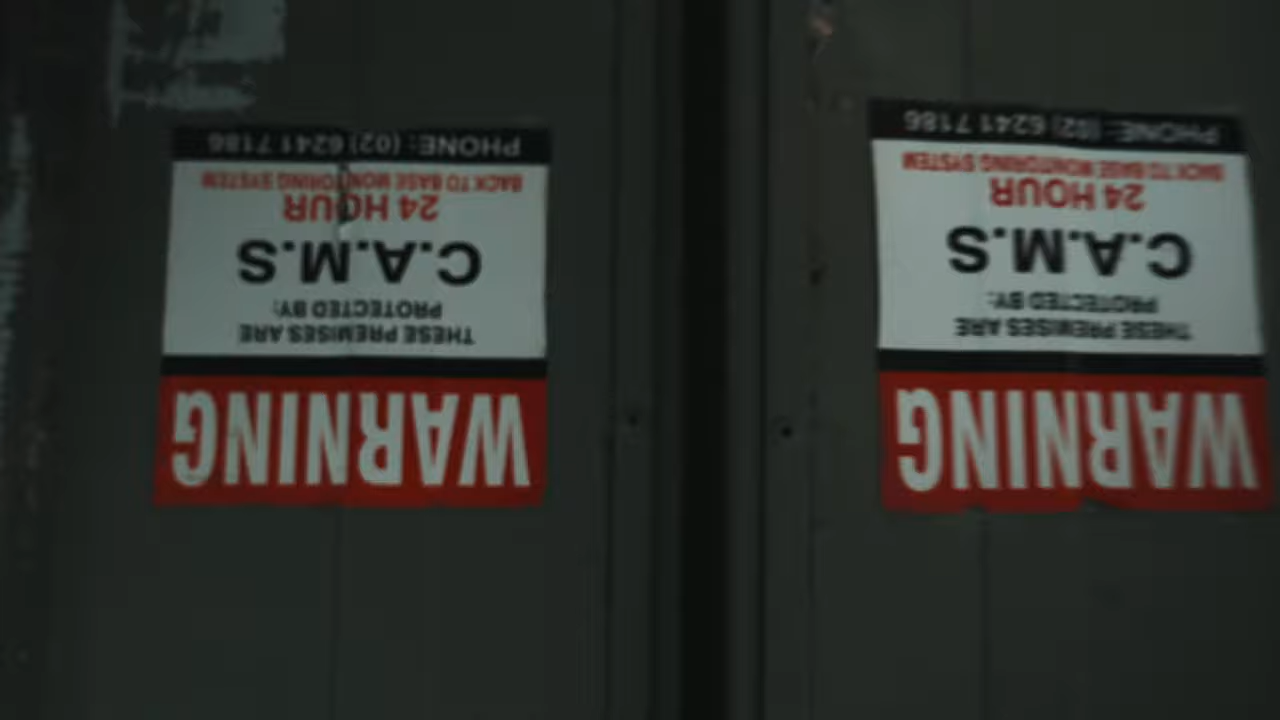 WARNING
THESE PREMISES ARE
PROTECTED BY:
C.A.M.S
24 HOUR
BACK TO BASE MONITORING SYSTEM
PHONE: (02) 6241 7186
WARNING
THESE PREMISES ARE
PROTECTED BY:
C.A.M.S
24 HOUR
BACK TO BASE MONITORING SYSTEM
PHONE: (02) 6241 7186